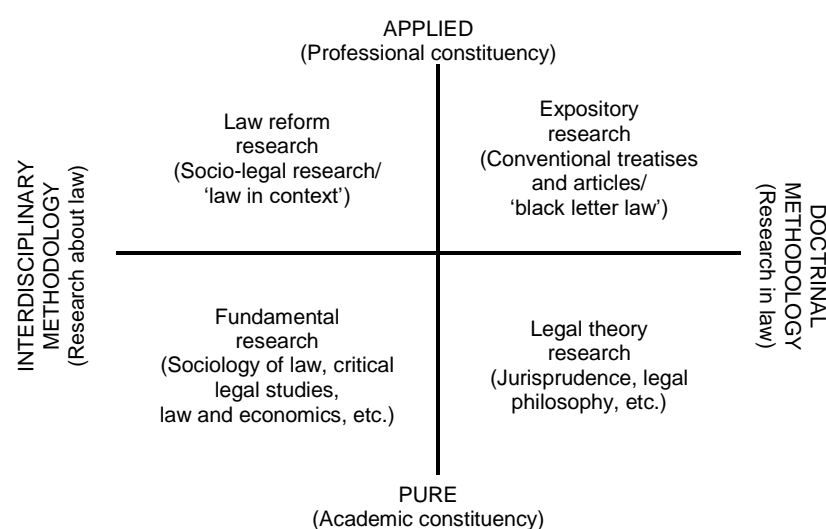 APPLIED
(Professional constituency)
Law reform
research
(Socio-legal research/
‘law in context’)
Expository
research
(Conventional treatises
and articles/
‘black letter law’)
INTERDISCIPLINARY
METHODOLOGY
(Research about law)
DOCTRINAL
METHODOLOGY
(Research in law)
Fundamental
research
(Sociology of law, critical
legal studies,
law and economics, etc.)
Legal theory
research
(Jurisprudence, legal
philosophy, etc.)
PURE
(Academic constituency)